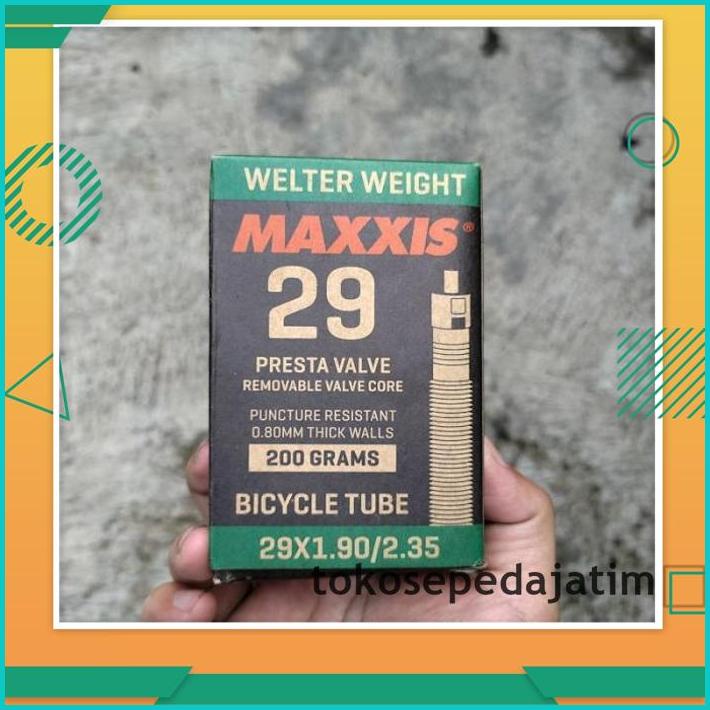 WELTER WEIGHT
MAXXIS®
29
PRESTA VALVE
REMOVABLE VALVE CORE
PUNCTURE RESISTANT
0.80MM THICK WALLS
200 GRAMS
BICYCLE TUBE
29X1.90/2.35
tokosepedajatim